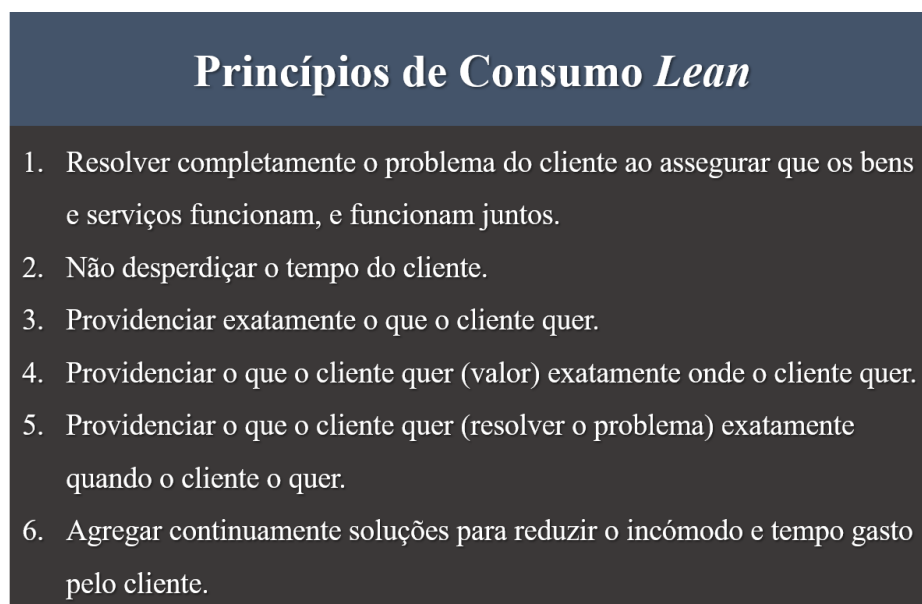 Princípios de Consumo Lean
1. Resolver completamente o problema do cliente ao assegurar que os bens
e serviços funcionam, e funcionam juntos.
2. Não desperdiçar o tempo do cliente.
3. Providenciar exatamente o que o cliente quer.
4. Providenciar o que o cliente quer (valor) exatamente onde o cliente quer.
5. Providenciar o que o cliente quer (resolver o problema) exatamente
quando o cliente o quer.
6. Agregar continuamente soluções para reduzir o incómodo e tempo gasto
pelo cliente.